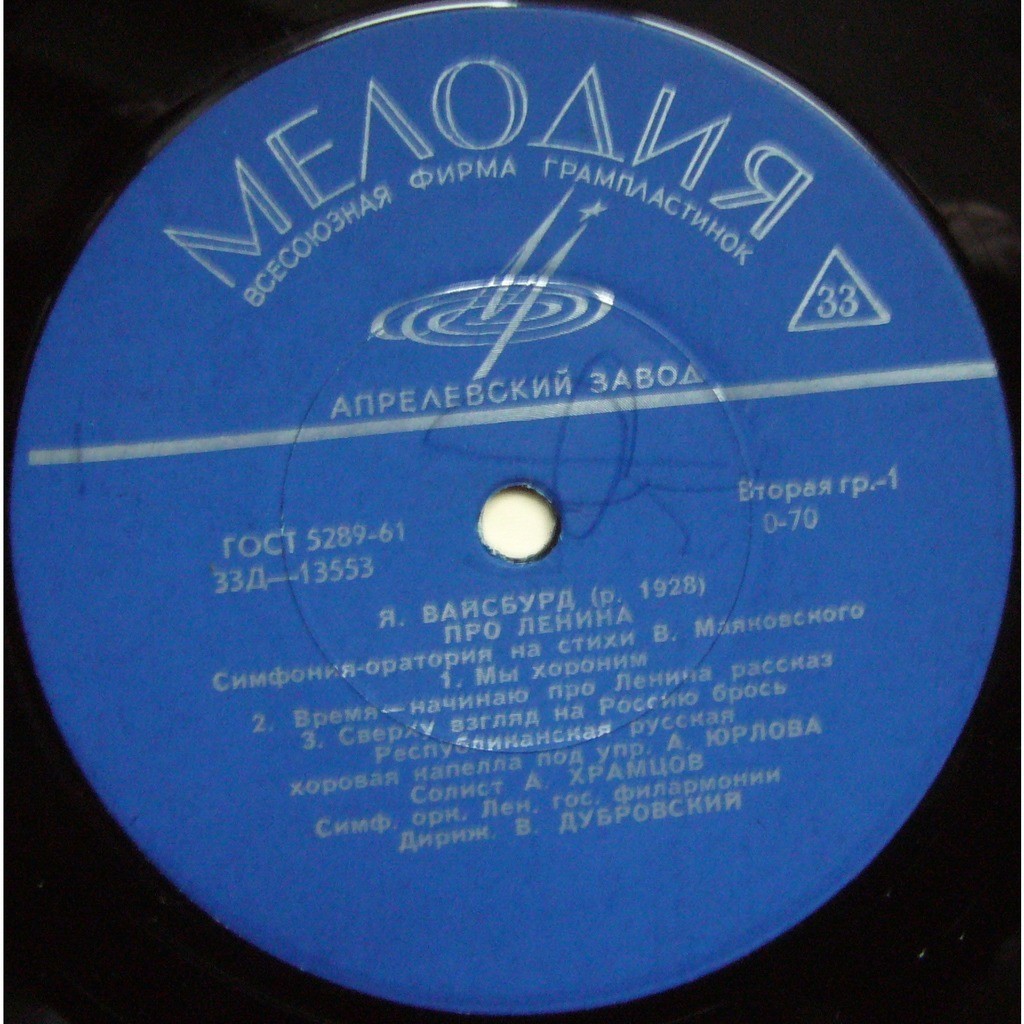 МЕЛОДИЯ
ВСЕСОЮЗНАЯ ФИРМА ГРАМПЛАСТИНОК
33
АПРЕЛЕВСКИЙ ЗАВОД
Вторая гр.-1
0-70
ГОСТ 5289-61
33Д—13553
Я. ВАЙСБУРД (р. 1928)
ПРО ЛЕНИНА
Симфония-оратория на стихи В. Маяковского
1. Мы хороним
2. Время—начинаю про Ленина рассказ
3. Сверху взгляд на Россию брось
Республиканская русская
хоровая капелла под упр. А. ЮРЛОВА
Солист А. ХРАМЦОВ
Симф. орк. Лен. гос. филармонии
Дириж. В. ДУБРОВСКИЙ